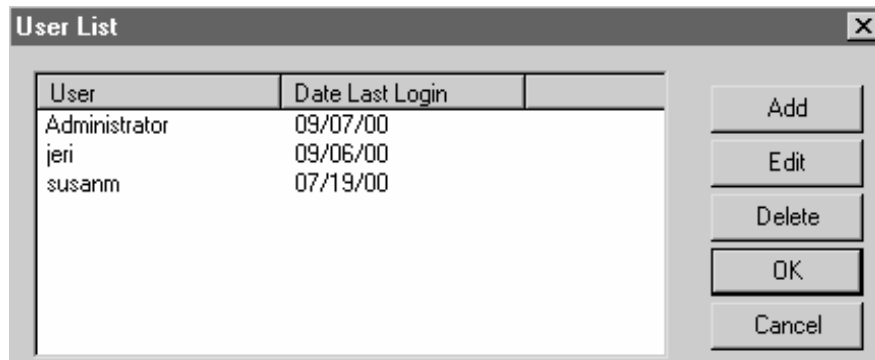 User List
User Date Last Login
Administrator 09/07/00
jeri 09/06/00
susanm 07/19/00
Add
Edit
Delete
OK
Cancel